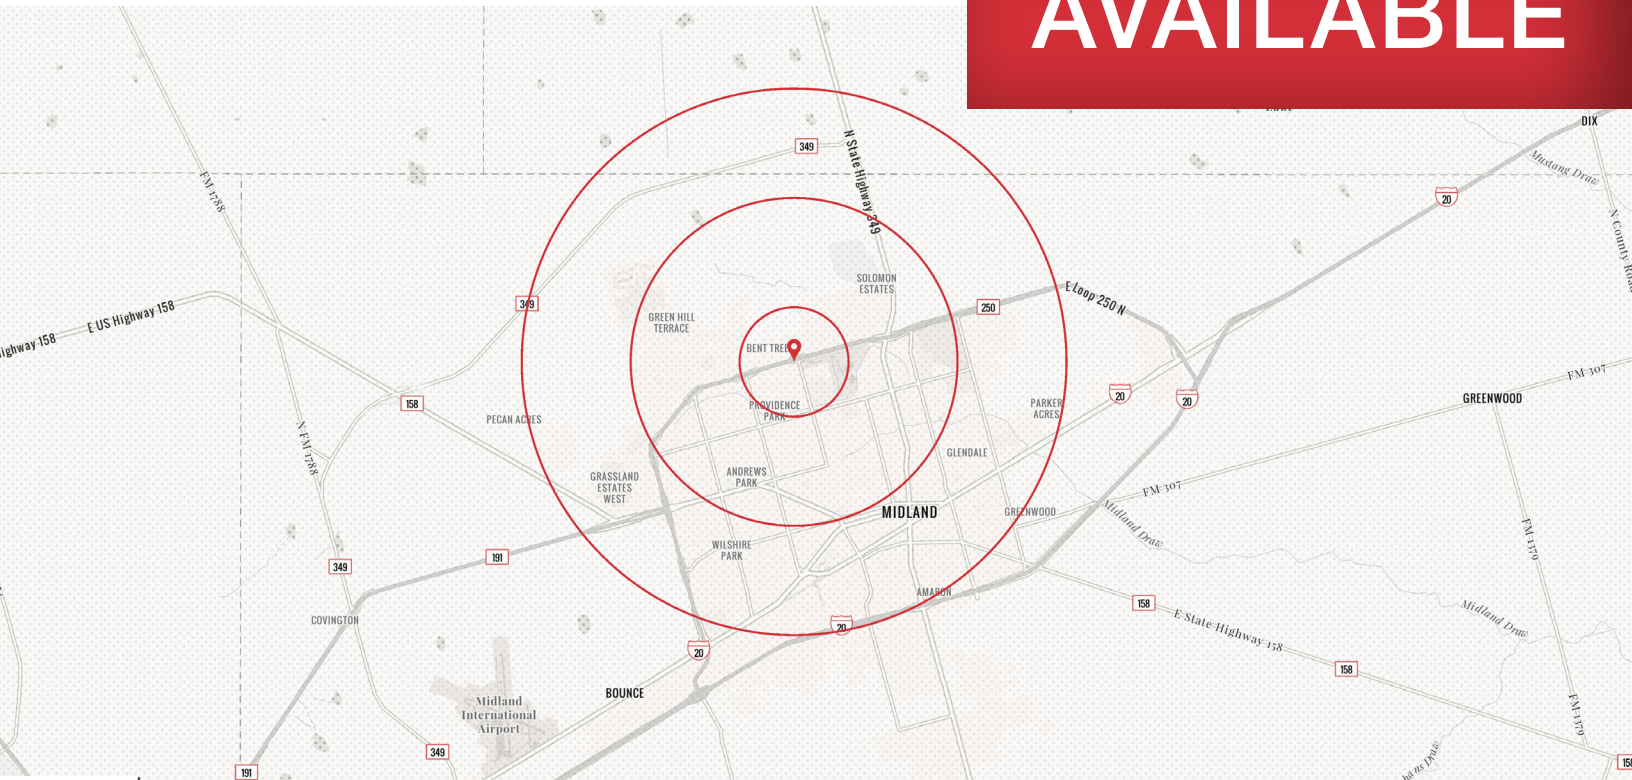 AVAILABLE
DIX
349
N State Highway 349
Mustang Draw
FM 1788
20
N County Road
SOLOMON
ESTATES
E Loop 250 N
349
250
E US Highway 158
GREEN HILL
TERRACE
Highway 158
BENT TREE
FM 307
20
20
GREENWOOD
158
PROVIDENCE
PARK
PARKER
ACRES
PECAN ACRES
N FM 1788
GLENDALE
ANDREWS
PARK
GRASSLAND
ESTATES
WEST
FM 307
MIDLAND
GREENWOOD
Midland Draw
FM 1379
191
WILSHIRE
PARK
349
AMARON
158
E State Highway 158
Midland Draw
COVINGTON
20
20
158
BOUNCE
Midland
International
Airport
FM 1379
349
191
158